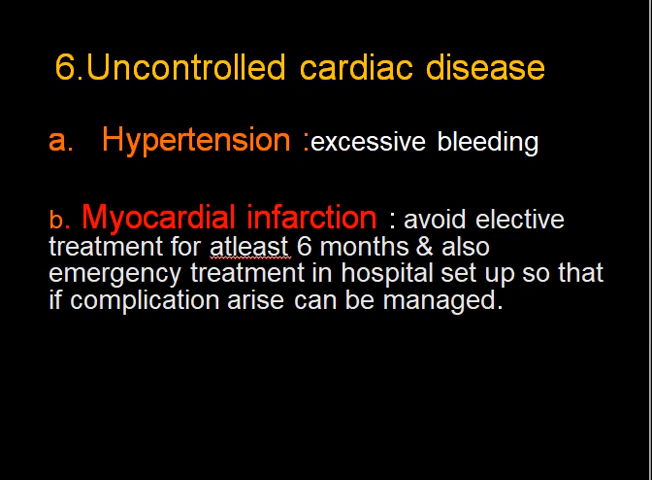 6.Uncontrolled cardiac disease
a. Hypertension :excessive bleeding
b. Myocardial infarction : avoid elective
treatment for atleast 6 months & also
emergency treatment in hospital set up so that
if complication arise can be managed.